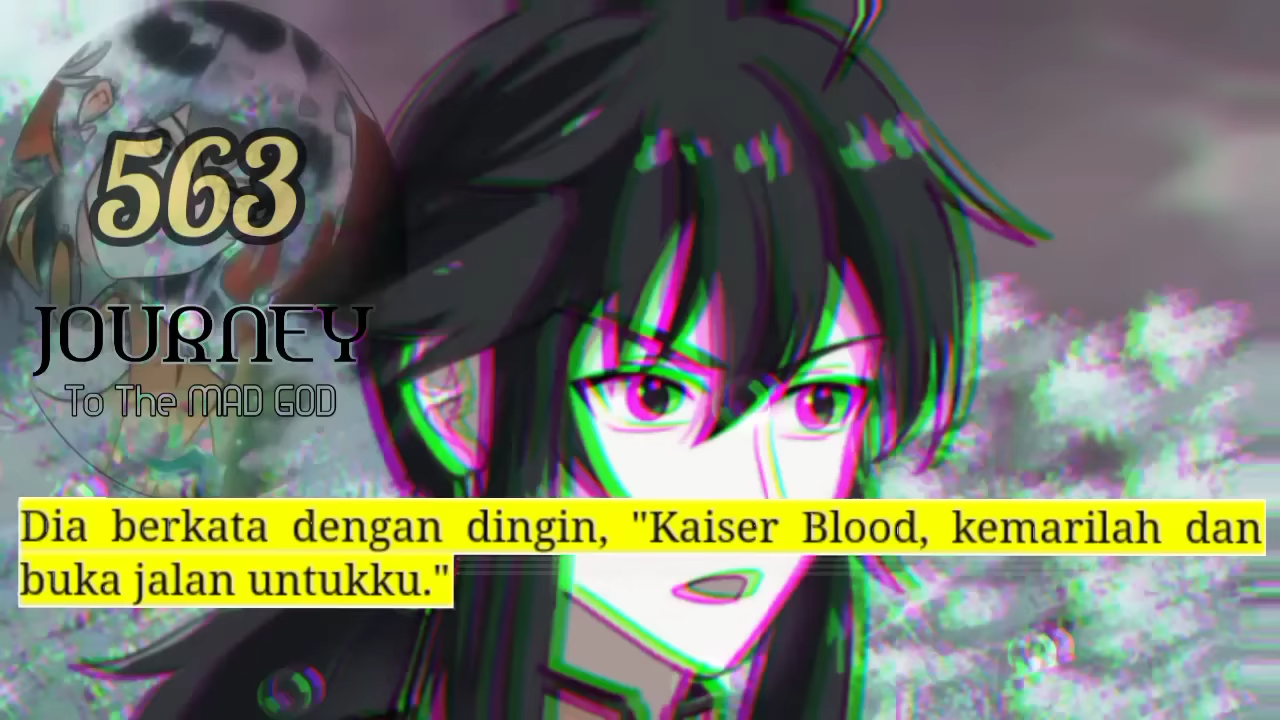 563
JOURNEY
To The MAD GOD
Dia berkata dengan dingin, "Kaiser Blood, kemarilah dan
buka jalan untukku."